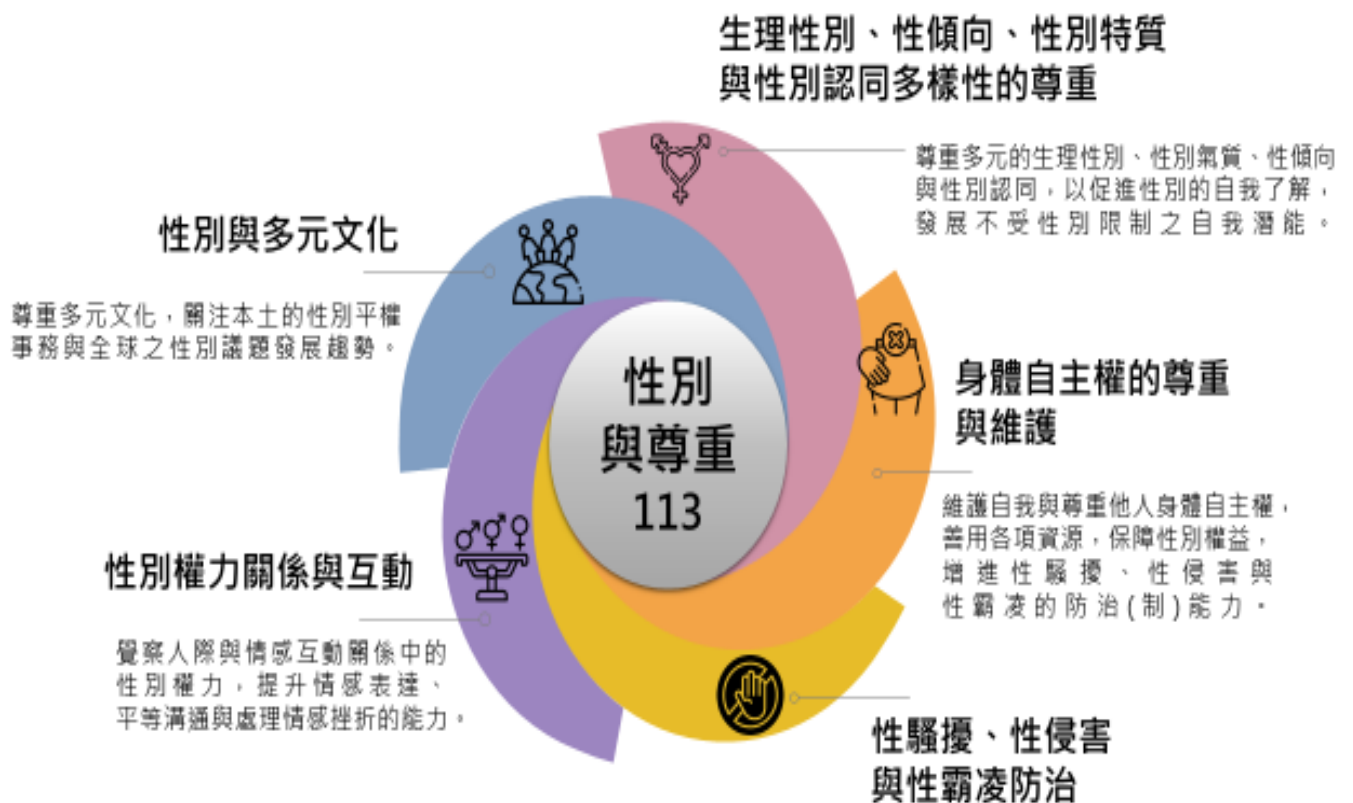 生理性別、性傾向、性別特質
與性別認同多樣性的尊重
尊重多元的生理性別、性別氣質、性傾向
與性別認同，以促進性別的自我了解，
發展不受性別限制之自我潛能。
性別與多元文化
尊重多元文化，關注本土的性別平權
事務與全球之性別議題發展趨勢。
性別
與尊重
113
身體自主權的尊重
與維護
維護自我與尊重他人身體自主權，
善用各項資源，保障性別權益，
增進性騷擾、性侵害與
性霸凌的防治(制)能力。
性別權力關係與互動
覺察人際與情感互動關係中的
性別權力，提升情感表達、
平等溝通與處理情感挫折的能力。
性騷擾、性侵害
與性霸凌防治